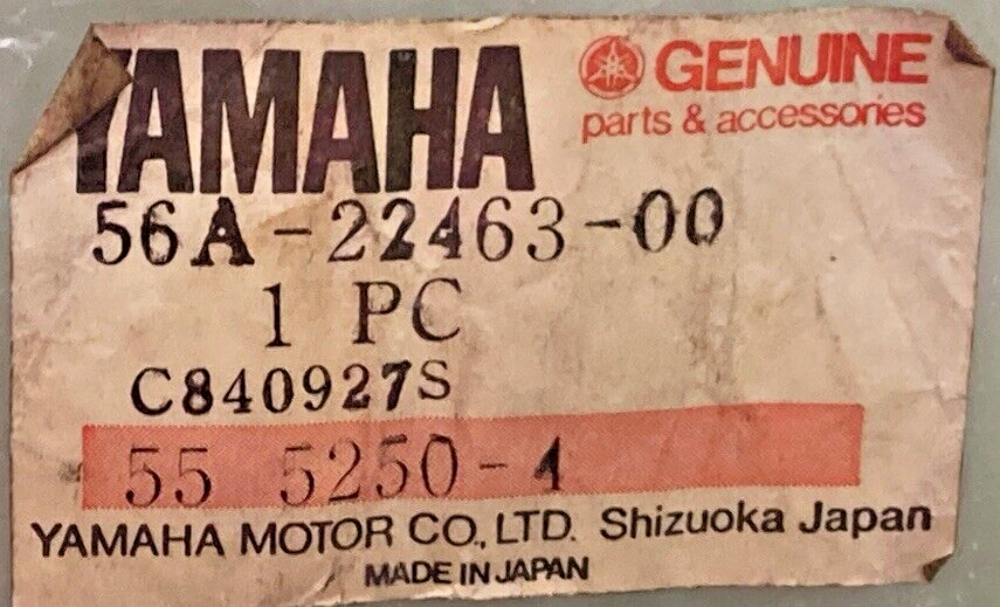 YAMAHA
GENUINE
parts & accessories
56A-22463-00
1 PC
C840927S
55 5250-1
YAMAHA MOTOR CO., LTD. Shizuoka Japan
MADE IN JAPAN